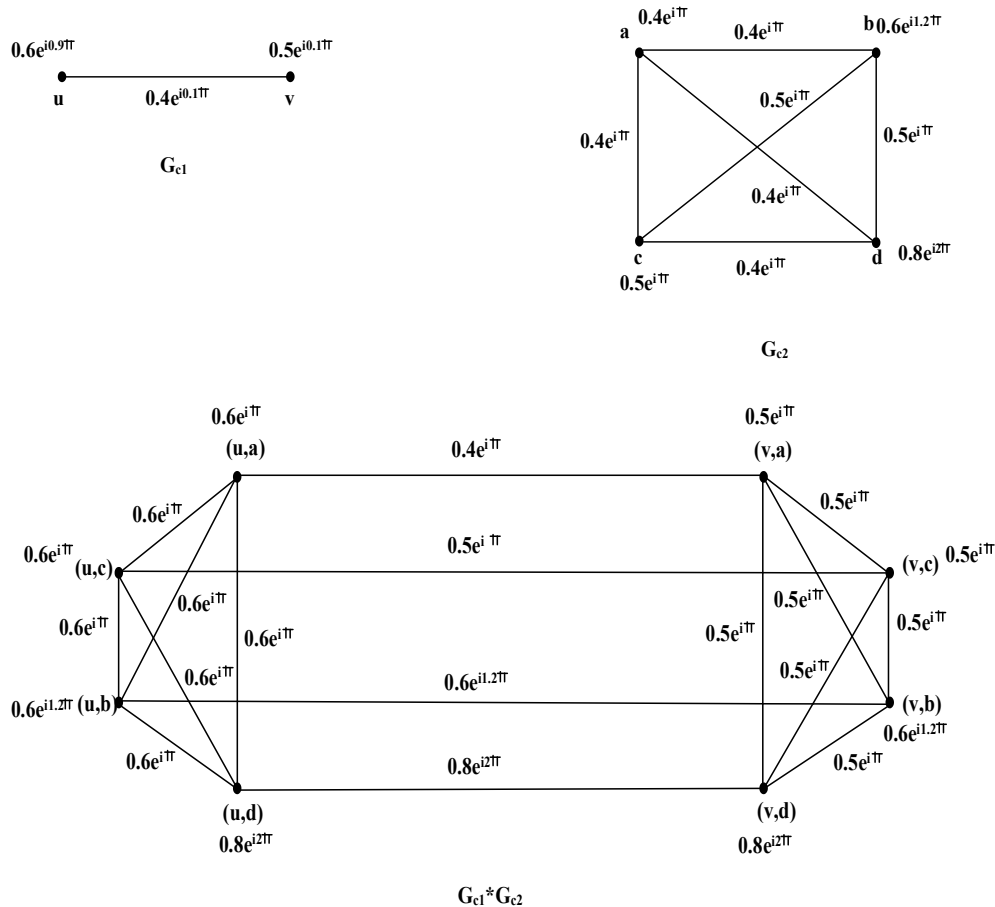 0.6e^{i0.9π} 0.5e^{i0.1π}
u v
0.4e^{i0.1π}
G_{c1}
0.4e^{iπ}
a 0.4e^{iπ} b 0.6e^{i1.2π}
0.5e^{iπ}
0.4e^{iπ} 0.5e^{iπ}
0.4e^{iπ}
c d 0.8e^{i2π}
0.5e^{iπ} 0.4e^{iπ}
G_{c2}
0.6e^{iπ} 0.5e^{iπ}
(u,a) 0.4e^{iπ} (v,a)
0.6e^{iπ} 0.5e^{iπ}
0.6e^{iπ} (u,c) 0.5e^{iπ} (v,c) 0.5e^{iπ}
0.6e^{iπ} 0.5e^{iπ}
0.6e^{iπ} 0.6e^{iπ} 0.5e^{iπ} 0.5e^{iπ}
0.6e^{iπ} 0.5e^{iπ}
0.6e^{i1.2π} (u,b) 0.6e^{i1.2π} (v,b)
0.6e^{i1.2π}
0.6e^{iπ} 0.8e^{i2π} 0.5e^{iπ}
(u,d) (v,d)
0.8e^{i2π} 0.8e^{i2π}
G_{c1}*G_{c2}